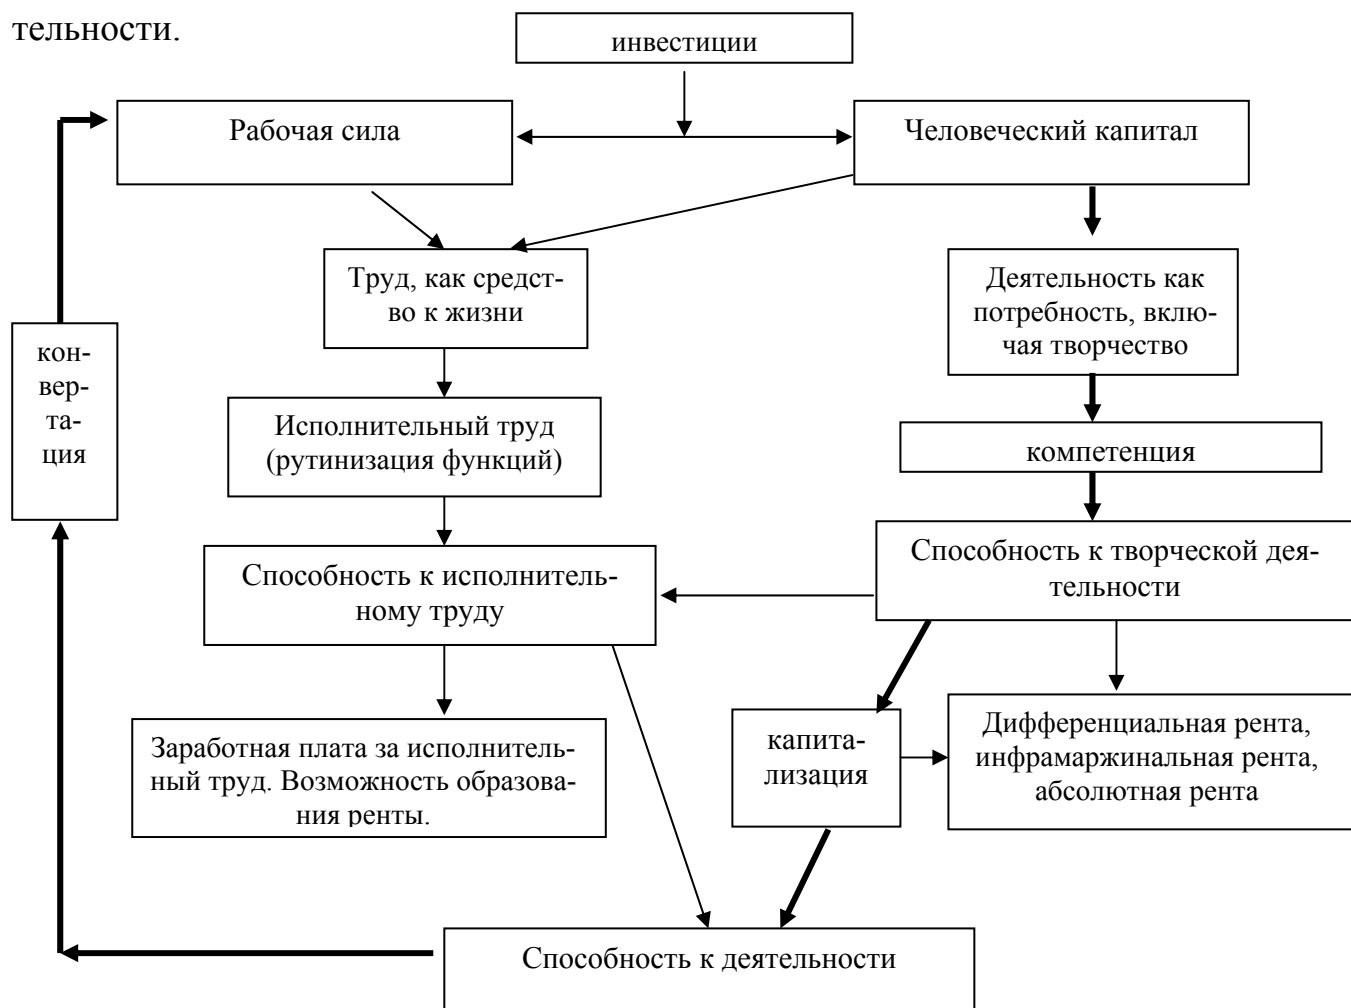 тельности.
инвестиции
Рабочая сила
Человеческий капитал
Труд, как средст-
во к жизни
Деятельность как
потребность, вклю-
чая творчество
кон-
вер-
та-
ция
Исполнительный труд
(рутинизация функций)
компетенция
Способность к исполнитель-
ному труду
Способность к творческой дея-
тельности
Заработная плата за исполнитель-
ный труд. Возможность образова-
ния ренты.
капита-
лизация
Дифференциальная рента,
инфрамаржинальная рента,
абсолютная рента
Способность к деятельности